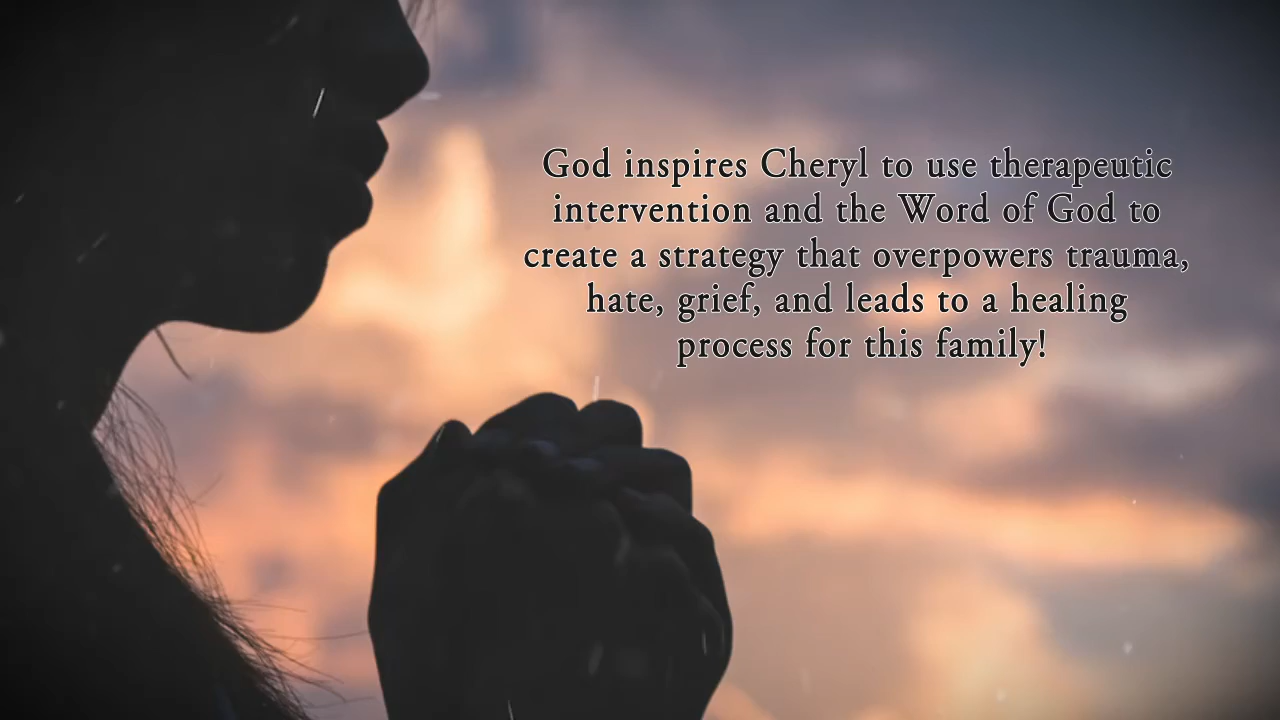 God inspires Cheryl to use therapeutic
intervention and the Word of God to
create a strategy that overpowers trauma,
hate, grief, and leads to a healing
process for this family!